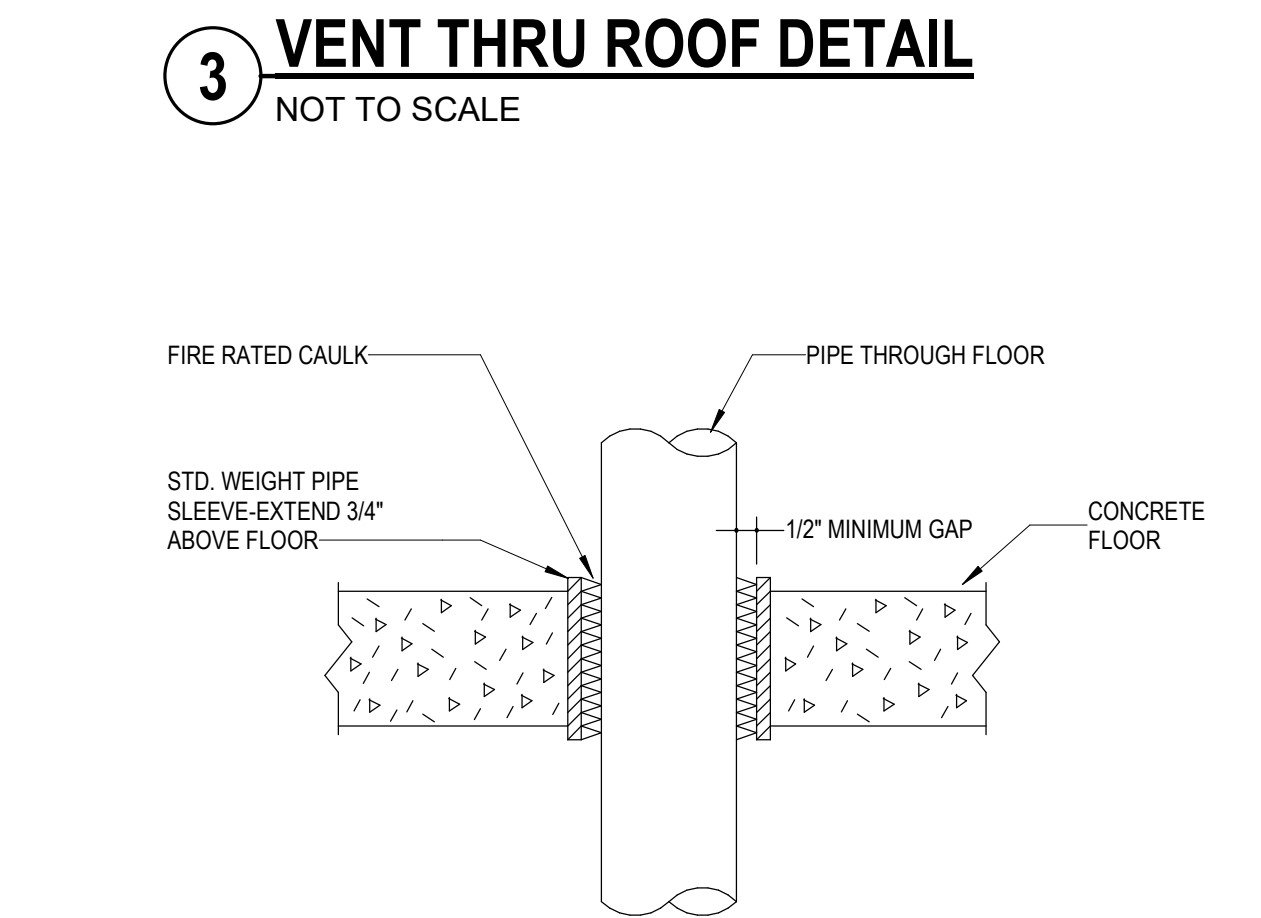 3
VENT THRU ROOF DETAIL
NOT TO SCALE
FIRE RATED CAULK
PIPE THROUGH FLOOR
STD. WEIGHT PIPE
SLEEVE-EXTEND 3/4"
ABOVE FLOOR
1/2" MINIMUM GAP
CONCRETE
FLOOR